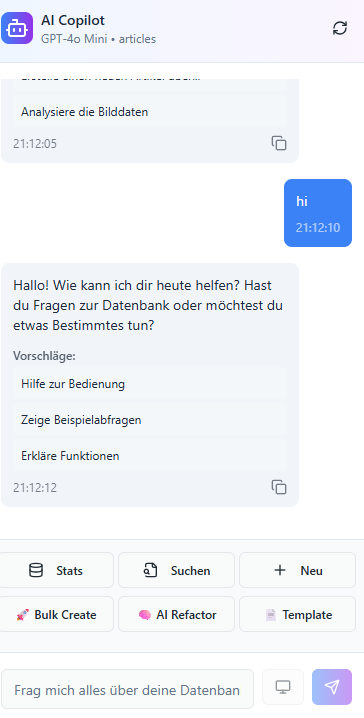 AI Copilot
GPT-4o Mini • articles
Analysiere die Bilddaten
21:12:05
hi
21:12:10
Hallo! Wie kann ich dir heute helfen? Hast
du Fragen zur Datenbank oder möchtest du
etwas Bestimmtes tun?
Vorschläge:
Hilfe zur Bedienung
Zeige Beispielabfragen
Erkläre Funktionen
21:12:12
Stats
Suchen
Neu
Bulk Create
AI Refactor
Template
Frag mich alles über deine Datenban